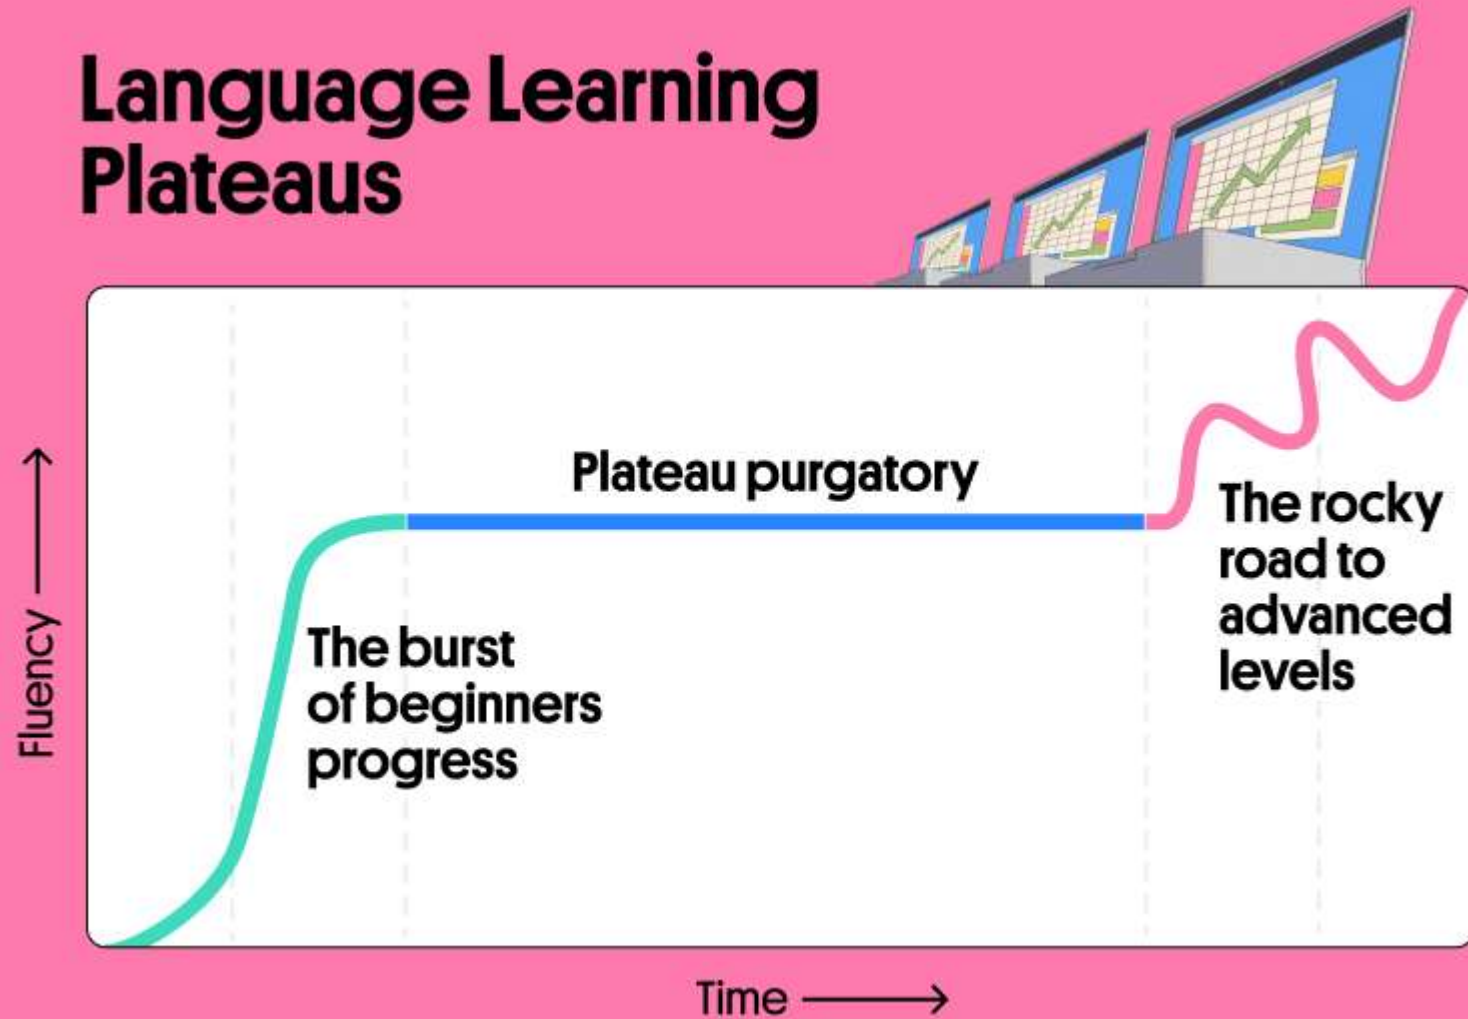 Language Learning
Plateaus
Plateau purgatory
The rocky
road to
advanced
levels
The burst
of beginners
progress
Fluency
Time